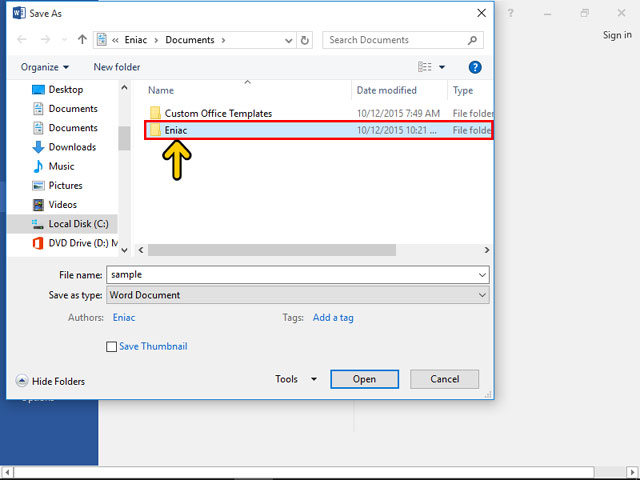 Save As
Sign in
« Eniac › Documents ›
Search Documents
Organize
New folder
Name
Date modified
Type
Desktop
Documents
Documents
Downloads
Music
Pictures
Videos
Local Disk (C:)
DVD Drive (D:) M
Custom Office Templates
10/12/2015 7:49 AM
File folder
Eniac
10/12/2015 10:21 ...
File folde
File name:
sample
Save as type:
Word Document
Authors:
Eniac
Tags:
Add a tag
Save Thumbnail
Hide Folders
Tools
Open
Cancel
Options